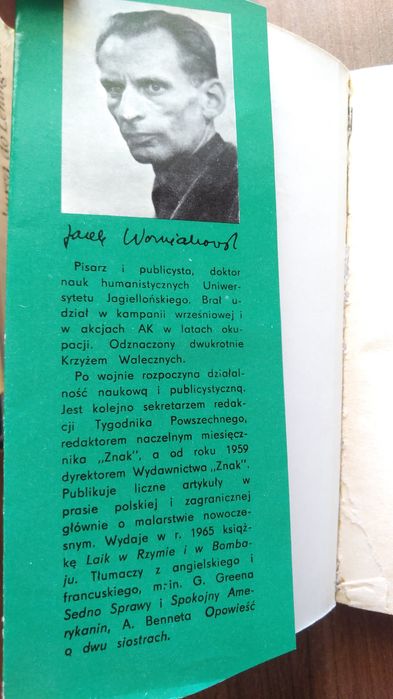 Jacek Woźniakowski
Pisarz i publicysta, doktor
nauk humanistycznych Uniwer-
sytetu Jagiellońskiego. Brał u-
dział w kampanii wrześniowej i
w akcjach AK w latach oku-
pacji. Odznaczony dwukrotnie
Krzyżem Walecznych.
Po wojnie rozpoczyna działal-
ność naukową i publicystyczną.
Jest kolejno sekretarzem redak-
cji Tygodnika Powszechnego,
redaktorem naczelnym miesięcz-
nika „Znak", a od roku 1959
dyrektorem Wydawnictwa „Znak".
Publikuje liczne artykuły w
prasie polskiej i zagranicznej
głównie o malarstwie nowocze-
snym. Wydaje w r. 1965 książ-
kę Laik w Rzymie i w Bomba-
ju. Tłumaczy z angielskiego i
francuskiego, m.in. G. Greena
Sedno Sprawy i Spokojny Ame-
rykanin, A. Benneta Opowieść
o dwu siostrach.